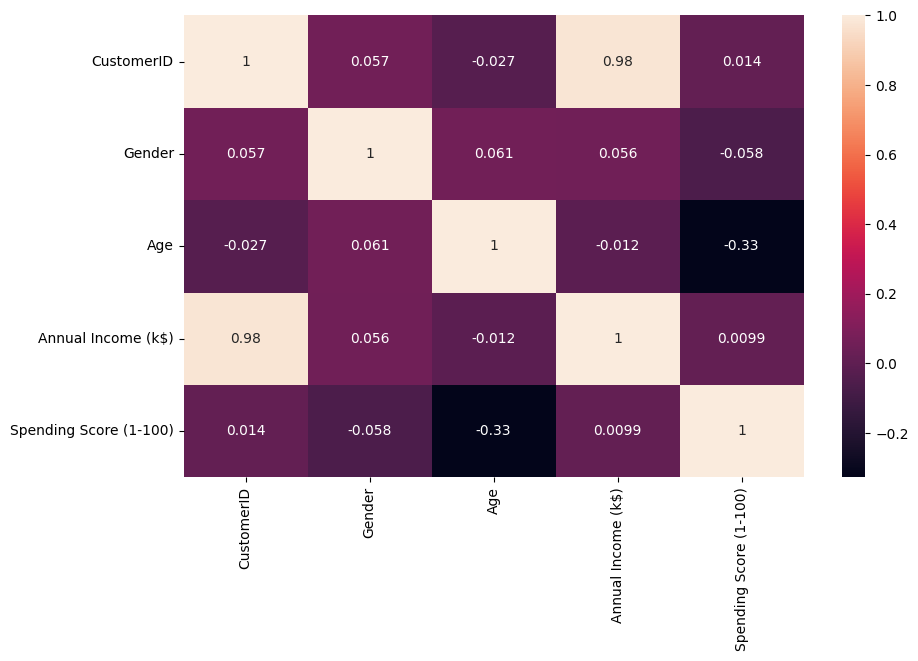 CustomerID 1 0.057 -0.027 0.98 0.014
Gender 0.057 1 0.061 0.056 -0.058
Age -0.027 0.061 1 -0.012 -0.33
Annual Income (k$) 0.98 0.056 -0.012 1 0.0099
Spending Score (1-100) 0.014 -0.058 -0.33 0.0099 1
CustomerID
Gender
Age
Annual Income (k$)
Spending Score (1-100)
1.0
0.8
0.6
0.4
0.2
0.0
−0.2